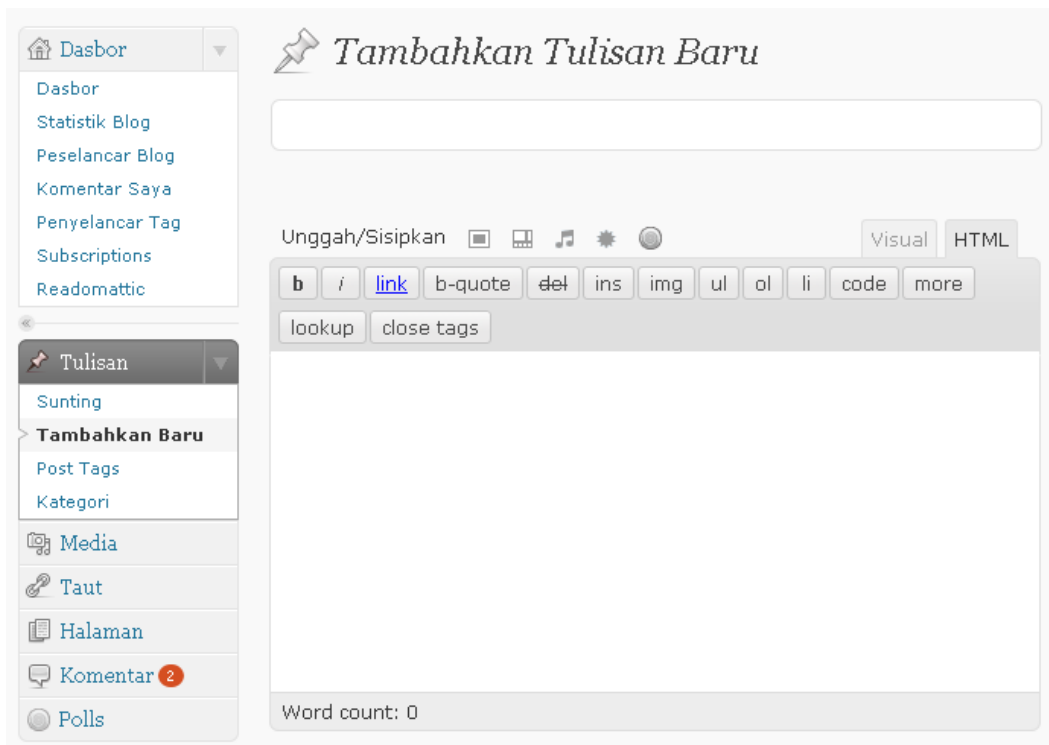 Dasbor
Dasbor
Statistik Blog
Peselancar Blog
Komentar Saya
Penyelancar Tag
Subscriptions
Readomattic
Tulisan
Sunting
Tambahkan Baru
Post Tags
Kategori
Media
Taut
Halaman
Komentar 2
Polls
Tambahkan Tulisan Baru
Unggah/Sisipkan Visual HTML
b i link b-quote del ins img ul ol li code more
lookup close tags
Word count: 0